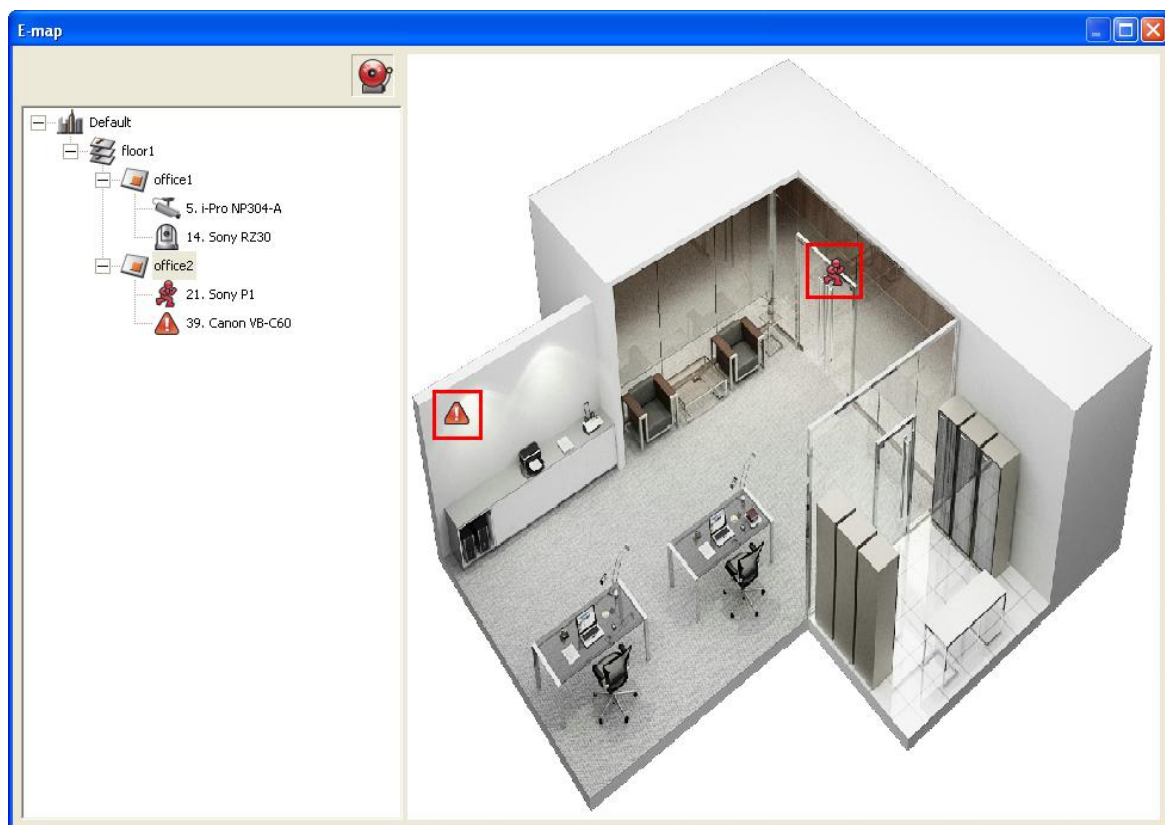 E-map
Default
floor1
office1
5. i-Pro NP304-A
14. Sony RZ30
office2
21. Sony P1
39. Canon VB-C60